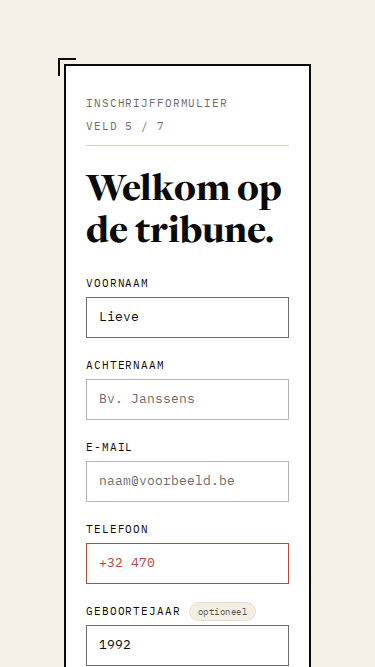 INSCHRIJFFORMULIER
VELD 5 / 7
Welkom op
de tribune.
VOORNAAM
Lieve
ACHTERNAAM
Bv. Janssens
E-MAIL
naam@voorbeeld.be
TELEFOON
+32 470
GEBOORTEJAAR optioneel
1992